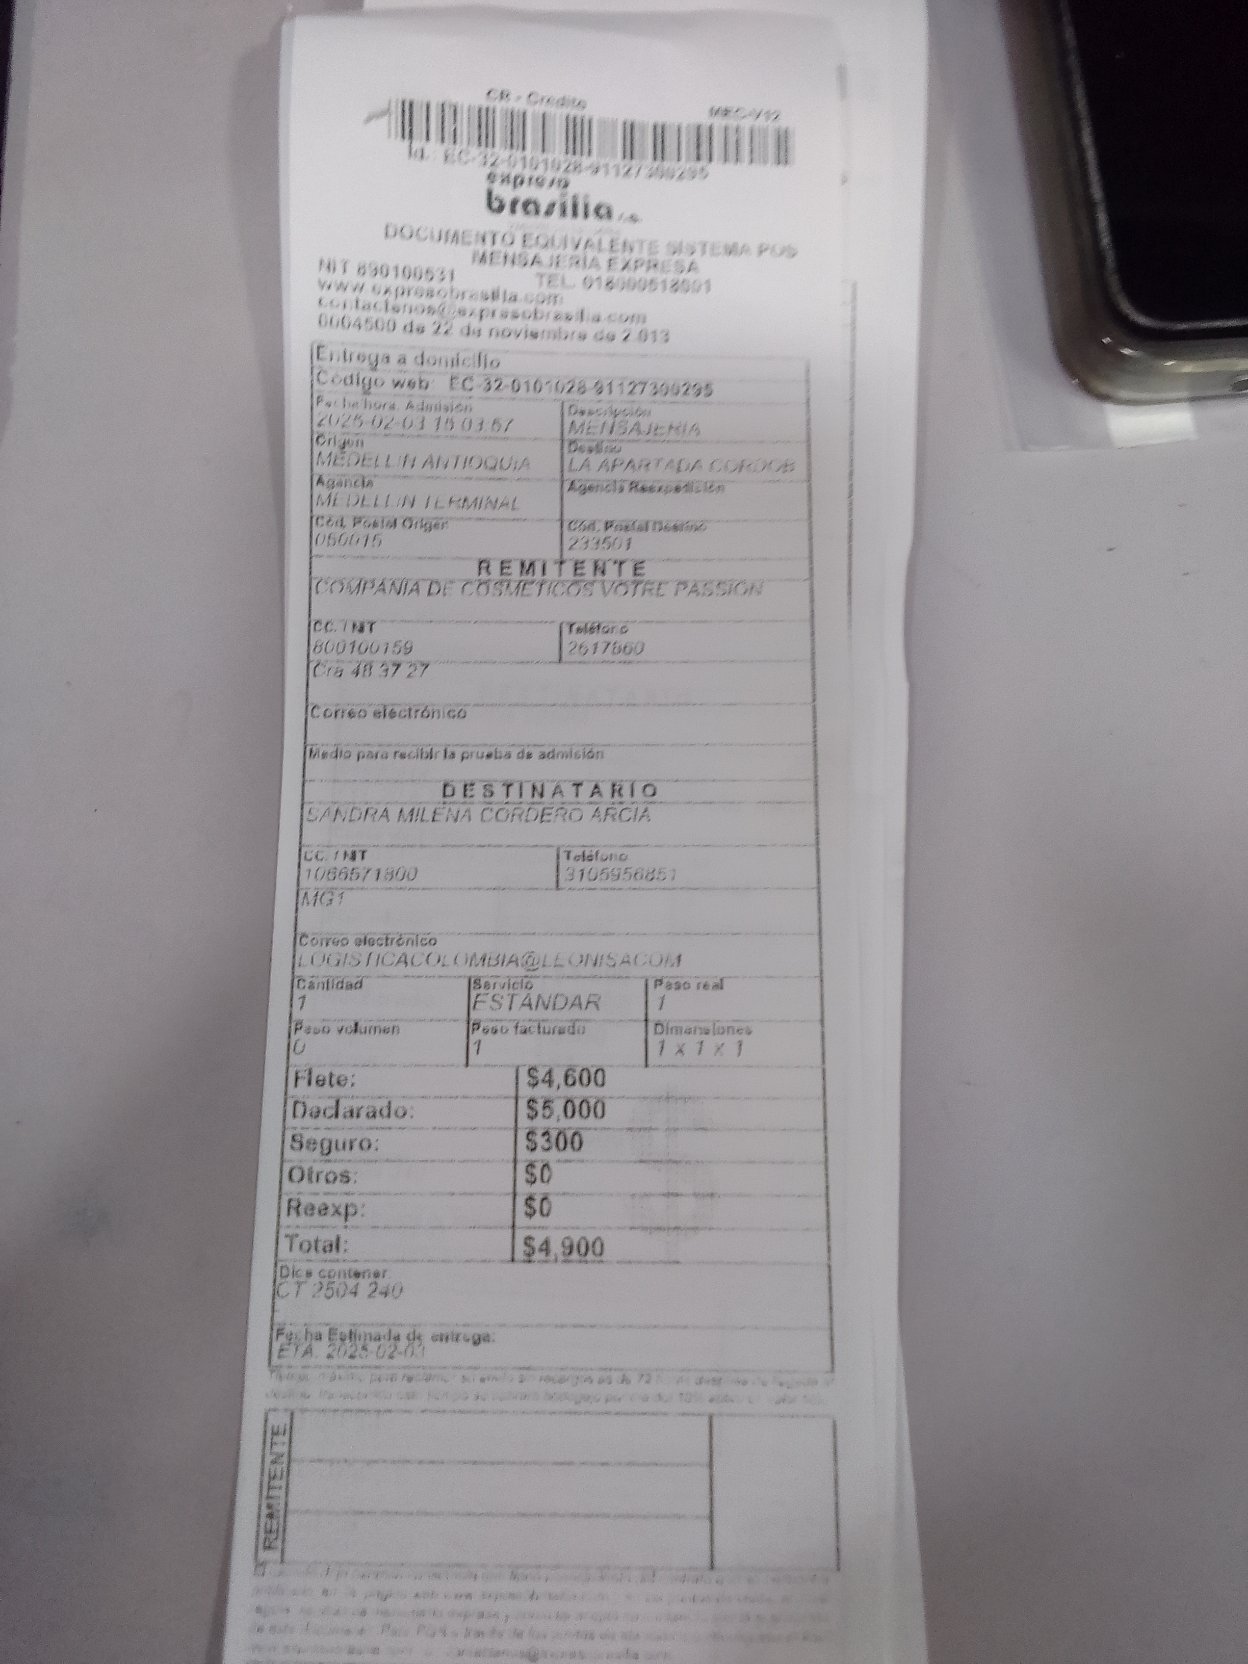 CR - Crédito MEC-V12
Id.: EC-32-0101028-91127300295
expreso
brasilia s.a.
DOCUMENTO EQUIVALENTE SISTEMA POS
MENSAJERIA EXPRESA
NIT 890100531 TEL. 018000518001
www.expresobrasilia.com
contactenos@expresobrasilia.com
0004500 de 22 de noviembre de 2.013
Entrega a domicilio
Código web: EC-32-0101028-91127300295
Fecha/hora. Admisión Descripción
2025-02-03 15 03:57 MENSAJERIA
Origen Destino
MEDELLIN ANTIOQUIA LA APARTADA CORDOB
Agencia Agencia Reexpedición
MEDELLIN TERMINAL
Cód. Postal Origen Cód. Postal Destino
050015 233501
REMITENTE
COMPAÑIA DE COSMETICOS VOTRE PASSION
CC. / NIT Teléfono
800100159 2617560
Cra 48 37 27
Correo electrónico
Medio para recibir la prueba de admisión
DESTINATARIO
SANDRA MILENA CORDERO ARCIA
CC. / NIT Teléfono
1066571800 3105956851
MG1
Correo electrónico
LOGISTICACOLOMBIA@LEONISACOM
Cantidad Servicio Peso real
1 ESTANDAR 1
Peso volumen Peso facturado Dimensiones
0 1 1 x 1 x 1
Flete: $4,600
Declarado: $5,000
Seguro: $300
Otros: $0
Reexp: $0
Total: $4,900
Dice contener
CT 2504 240
Fecha Estimada de entrega:
ETA. 2025-02-03
REMITENTE